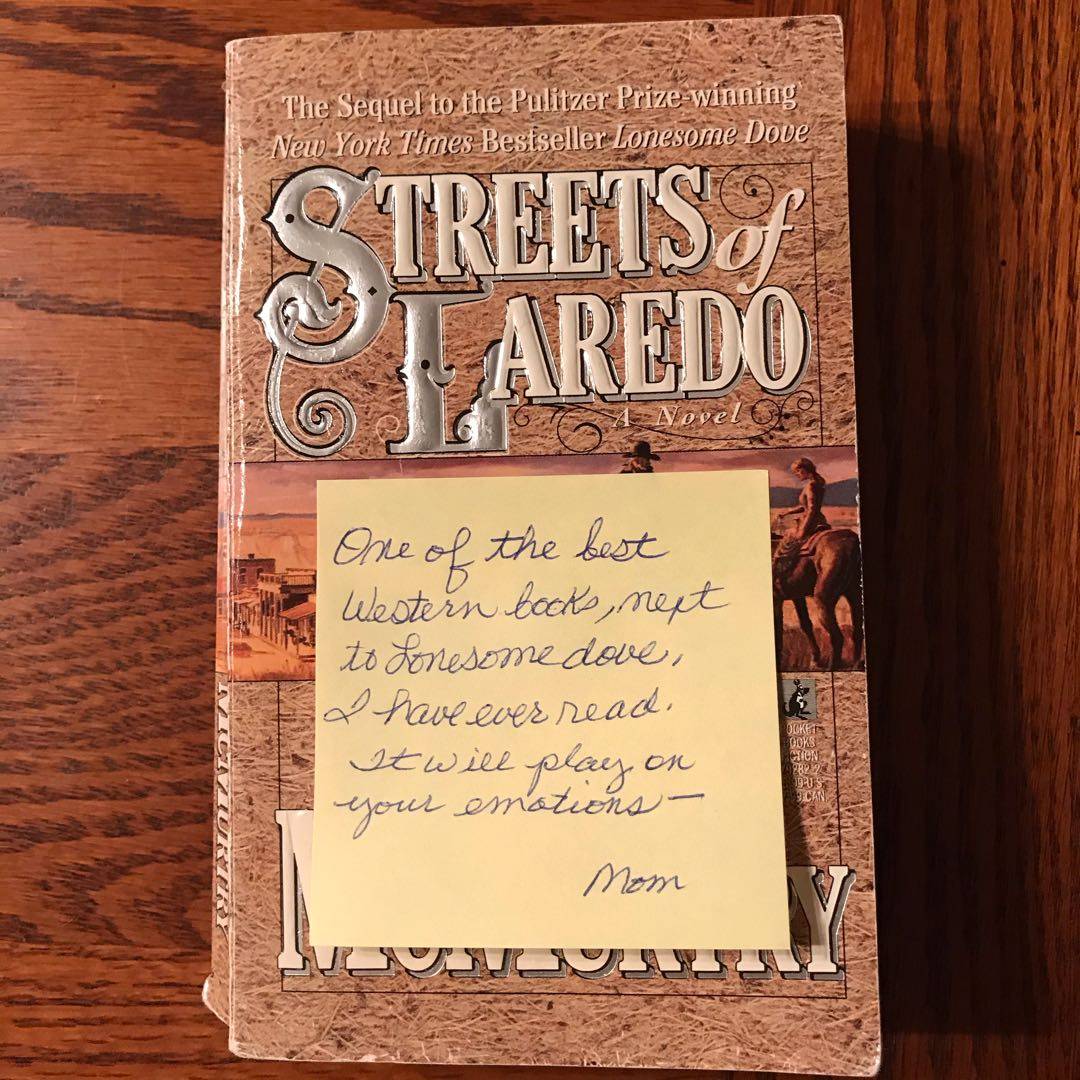 The Sequel to the Pulitzer Prize-winning
New York Times Bestseller Lonesome Dove
STREETS of
LAREDO
A Novel
One of the best
Western books, next
to Lonesome dove,
I have ever read.
It will play on
your emotions—
Mom
McMURTRY
McMURTRY